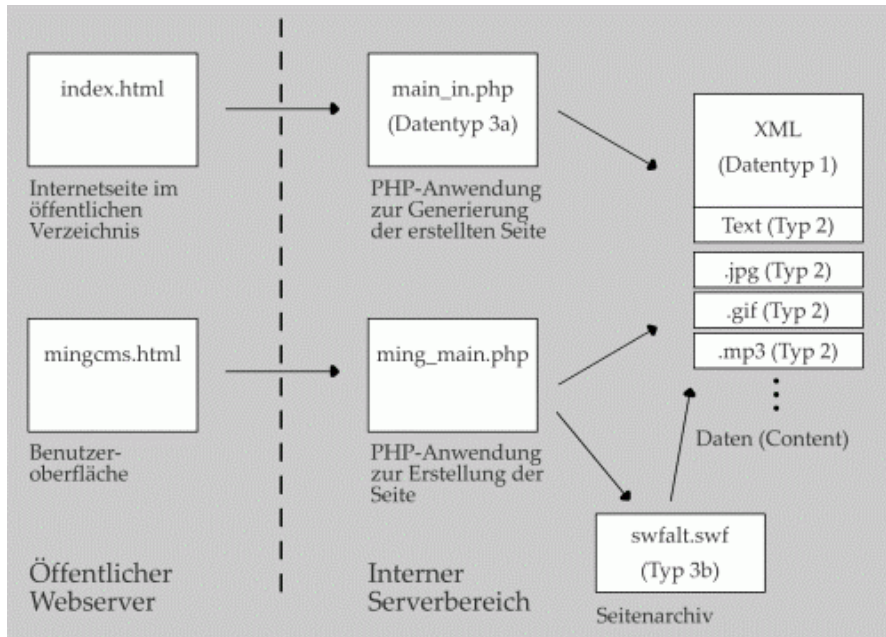 index.html
Internetseite im
öffentlichen
Verzeichnis
main_in.php
(Datentyp 3a)
PHP-Anwendung
zur Generierung
der erstellten Seite
XML
(Datentyp 1)
Text (Typ 2)
.jpg (Typ 2)
.gif (Typ 2)
.mp3 (Typ 2)
Daten (Content)
mingcms.html
Benutzer-
oberfläche
ming_main.php
PHP-Anwendung
zur Erstellung der
Seite
swfalt.swf
(Typ 3b)
Seitenarchiv
Öffentlicher
Webserver
Interner
Serverbereich